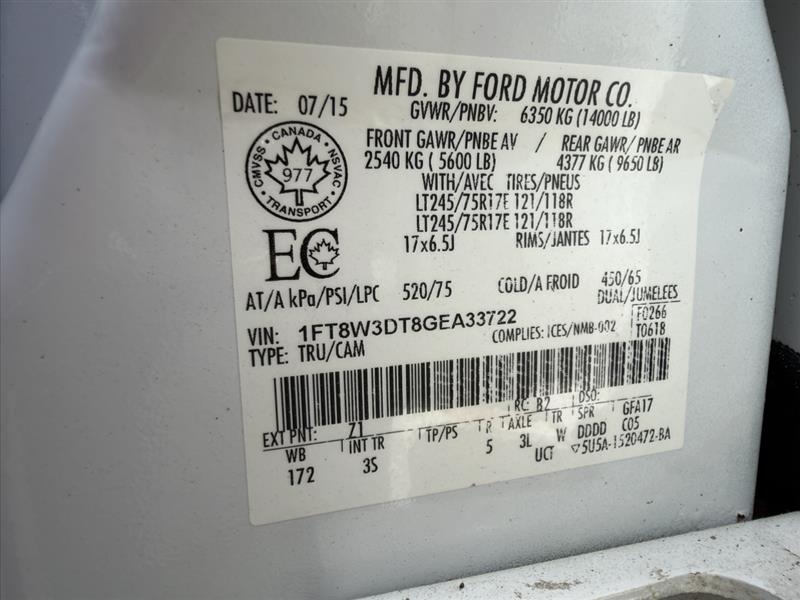 MFD. BY FORD MOTOR CO.
DATE: 07/15 GVWR/PNBV: 6350 KG (14000 LB)
FRONT GAWR/PNBE AV / REAR GAWR/ PNBE AR
2540 KG ( 5600 LB) 4377 KG ( 9650 LB)
WITH/AVEC TIRES/PNEUS
LT245/75R17E 121/118R
LT245/75R17E 121/118R
17x6.5J RIMS/JANTES 17x6.5J
CMVSS • CANADA • NSVAC
977
• TRANSPORT •
EC
AT/A kPa/PSI/LPC 520/75 COLD/A FROID 450/65
DUAL/JUMELEES
VIN: 1FT8W3DT8GEA33722
F0266
TYPE: TRU/CAM COMPLIES: ICES/NMB-002 T0618
RC: B2 DSO:
EXT PNT: Z1
WB INT TR TP/PS R AXLE TR SPR GFA17
172 3S 5 3L W DDDD C05
UCT ▽5U5A-1520472-BA